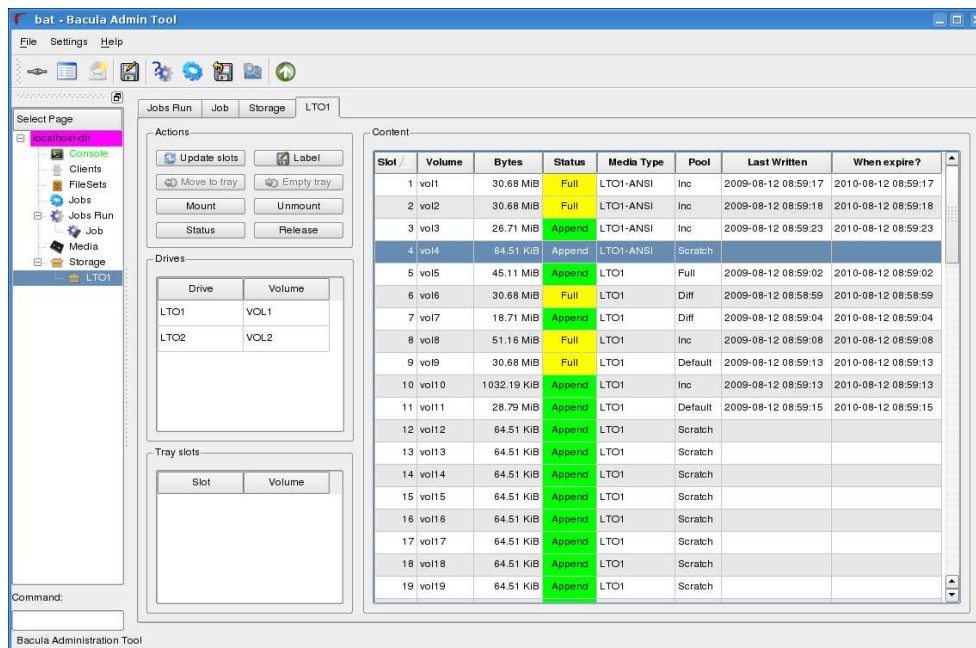 bat - Bacula Admin Tool
File Settings Help
Select Page
localhost-dir
Console
Clients
FileSets
Jobs
Jobs Run
Job
Media
Storage
LTO1
Command:
Bacula Administration Tool
Jobs Run Job Storage LTO1
Actions
Update slots Label
Move to tray Empty tray
Mount Unmount
Status Release
Drives
Drive Volume
LTO1 VOL1
LTO2 VOL2
Tray slots
Slot Volume
Content
Slot Volume Bytes Status Media Type Pool Last Written When expire?
1 vol1 30.68 MiB Full LTO1-ANSI Inc 2009-08-12 08:59:17 2010-08-12 08:59:17
2 vol2 30.68 MiB Full LTO1-ANSI Inc 2009-08-12 08:59:18 2010-08-12 08:59:18
3 vol3 26.71 MiB Append LTO1-ANSI Inc 2009-08-12 08:59:23 2010-08-12 08:59:23
4 vol4 64.51 KiB Append LTO1-ANSI Scratch
5 vol5 45.11 MiB Append LTO1 Full 2009-08-12 08:59:02 2010-08-12 08:59:02
6 vol6 30.68 MiB Full LTO1 Diff 2009-08-12 08:58:59 2010-08-12 08:58:59
7 vol7 18.71 MiB Append LTO1 Diff 2009-08-12 08:59:04 2010-08-12 08:59:04
8 vol8 51.16 MiB Full LTO1 Inc 2009-08-12 08:59:08 2010-08-12 08:59:08
9 vol9 30.68 MiB Full LTO1 Default 2009-08-12 08:59:13 2010-08-12 08:59:13
10 vol10 1032.19 KiB Append LTO1 Inc 2009-08-12 08:59:13 2010-08-12 08:59:13
11 vol11 28.79 MiB Append LTO1 Default 2009-08-12 08:59:15 2010-08-12 08:59:15
12 vol12 64.51 KiB Append LTO1 Scratch
13 vol13 64.51 KiB Append LTO1 Scratch
14 vol14 64.51 KiB Append LTO1 Scratch
15 vol15 64.51 KiB Append LTO1 Scratch
16 vol16 64.51 KiB Append LTO1 Scratch
17 vol17 64.51 KiB Append LTO1 Scratch
18 vol18 64.51 KiB Append LTO1 Scratch
19 vol19 64.51 KiB Append LTO1 Scratch